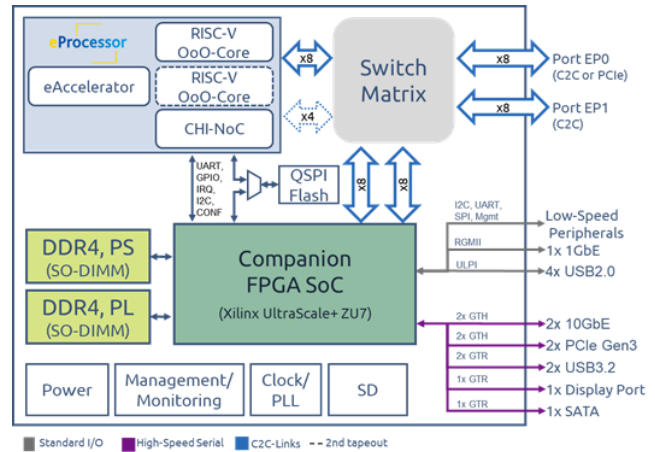 eProcessor
RISC-V
OoO-Core
eAccelerator
RISC-V
OoO-Core
CHI-NoC
x8
x4
Switch
Matrix
x8
Port EP0
(C2C or PCIe)
x8
Port EP1
(C2C)
UART,
GPIO,
IRQ,
I2C,
CONF
QSPI
Flash
x8
x8
DDR4, PS
(SO-DIMM)
DDR4, PL
(SO-DIMM)
Companion
FPGA SoC
(Xilinx UltraScale+ ZU7)
I2C, UART,
SPI, Mgmt
Low-Speed
Peripherals
RGMII
1x 1GbE
ULPI
4x USB2.0
2x GTH
2x 10GbE
2x GTH
2x PCIe Gen3
2x GTR
2x USB3.2
1x GTR
1x Display Port
1x GTR
1x SATA
Power
Management/
Monitoring
Clock/
PLL
SD
Standard I/O
High-Speed Serial
C2C-Links
2nd tapeout